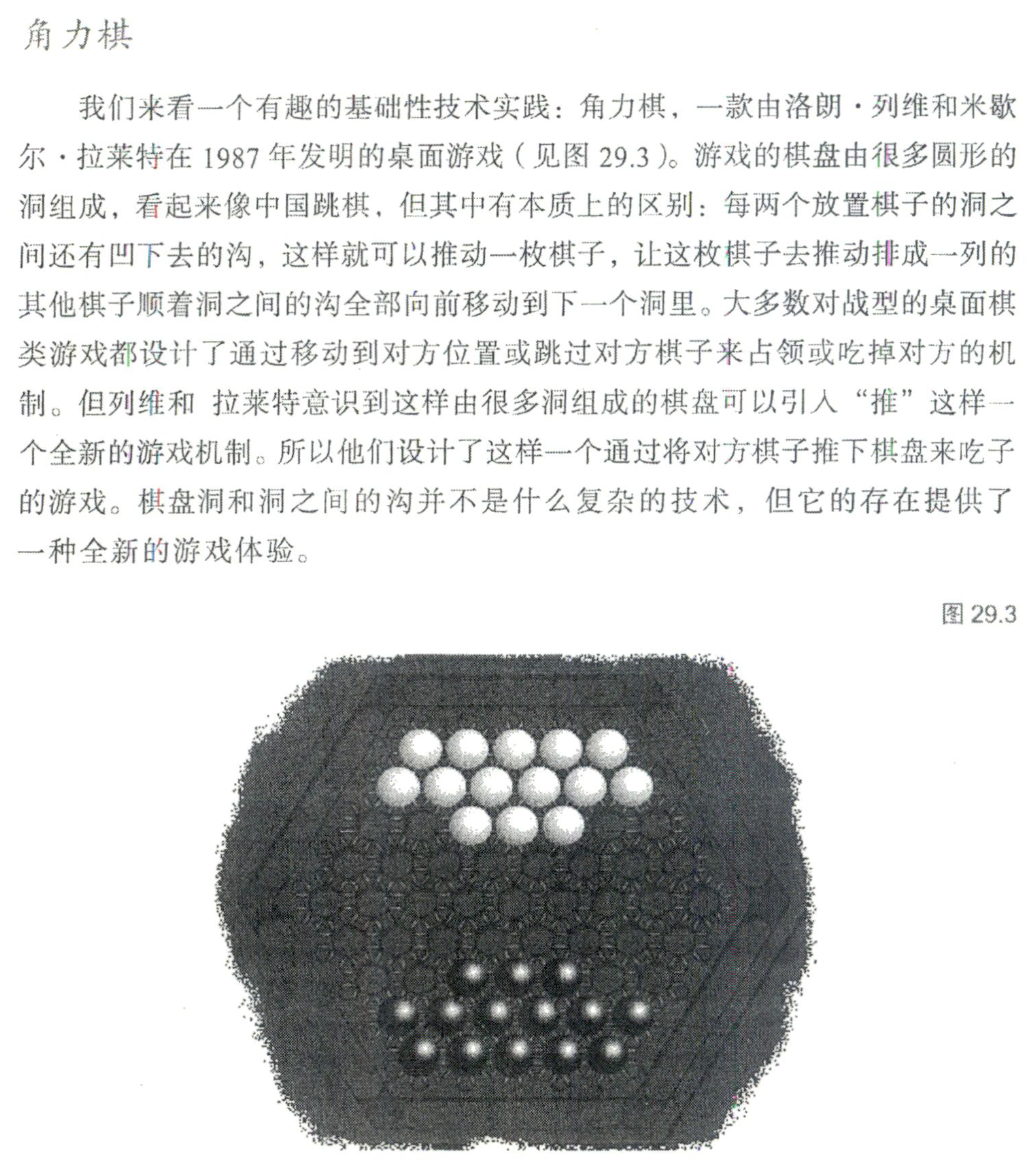 角力棋
我们来看一个有趣的基础性技术实践：角力棋，一款由洛朗·列维和米歇
尔·拉莱特在 1987 年发明的桌面游戏（见图 29.3）。游戏的棋盘由很多圆形的
洞组成，看起来像中国跳棋，但其中有本质上的区别：每两个放置棋子的洞之
间还有凹下去的沟，这样就可以推动一枚棋子，让这枚棋子去推动排成一列的
其他棋子顺着洞之间的沟全部向前移动到下一个洞里。大多数对战型的桌面棋
类游戏都设计了通过移动到对方位置或跳过对方棋子来占领或吃掉对方的机
制。但列维和 拉莱特意识到这样由很多洞组成的棋盘可以引入“推”这样一
个全新的游戏机制。所以他们设计了这样一个通过将对方棋子推下棋盘来吃子
的游戏。棋盘洞和洞之间的沟并不是什么复杂的技术，但它的存在提供了
一种全新的游戏体验。
图 29.3